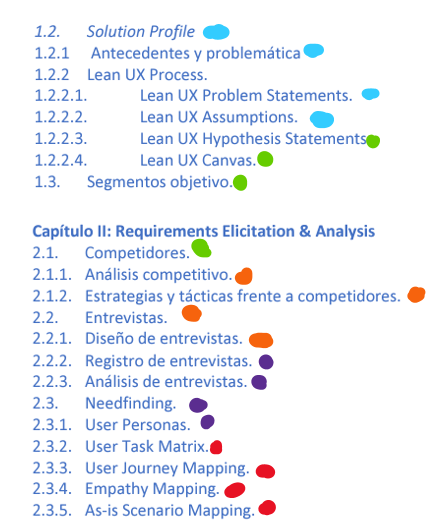 1.2. Solution Profile
1.2.1 Antecedentes y problemática
1.2.2 Lean UX Process.
1.2.2.1. Lean UX Problem Statements.
1.2.2.2. Lean UX Assumptions.
1.2.2.3. Lean UX Hypothesis Statements
1.2.2.4. Lean UX Canvas.
1.3. Segmentos objetivo.
Capítulo II: Requirements Elicitation & Analysis
2.1. Competidores.
2.1.1. Análisis competitivo.
2.1.2. Estrategias y tácticas frente a competidores.
2.2. Entrevistas.
2.2.1. Diseño de entrevistas.
2.2.2. Registro de entrevistas.
2.2.3. Análisis de entrevistas.
2.3. Needfinding.
2.3.1. User Personas.
2.3.2. User Task Matrix.
2.3.3. User Journey Mapping.
2.3.4. Empathy Mapping.
2.3.5. As-is Scenario Mapping.